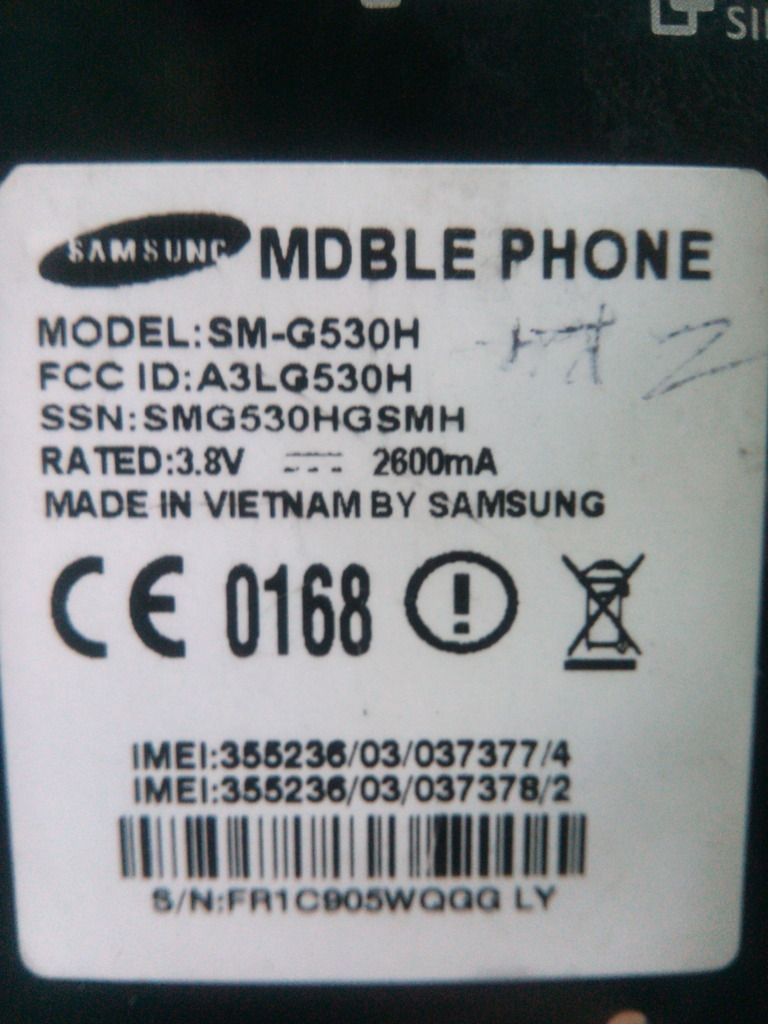 SIM
SAMSUNG MDBLE PHONE
MODEL:SM-G530H
FCC ID:A3LG530H
SSN:SMG530HGSMH
RATED:3.8V 2600mA
MADE IN VIETNAM BY SAMSUNG
CE 0168 !
IMEI:355236/03/037377/4
IMEI:355236/03/037378/2
S/N:FR1C905WQGG LY